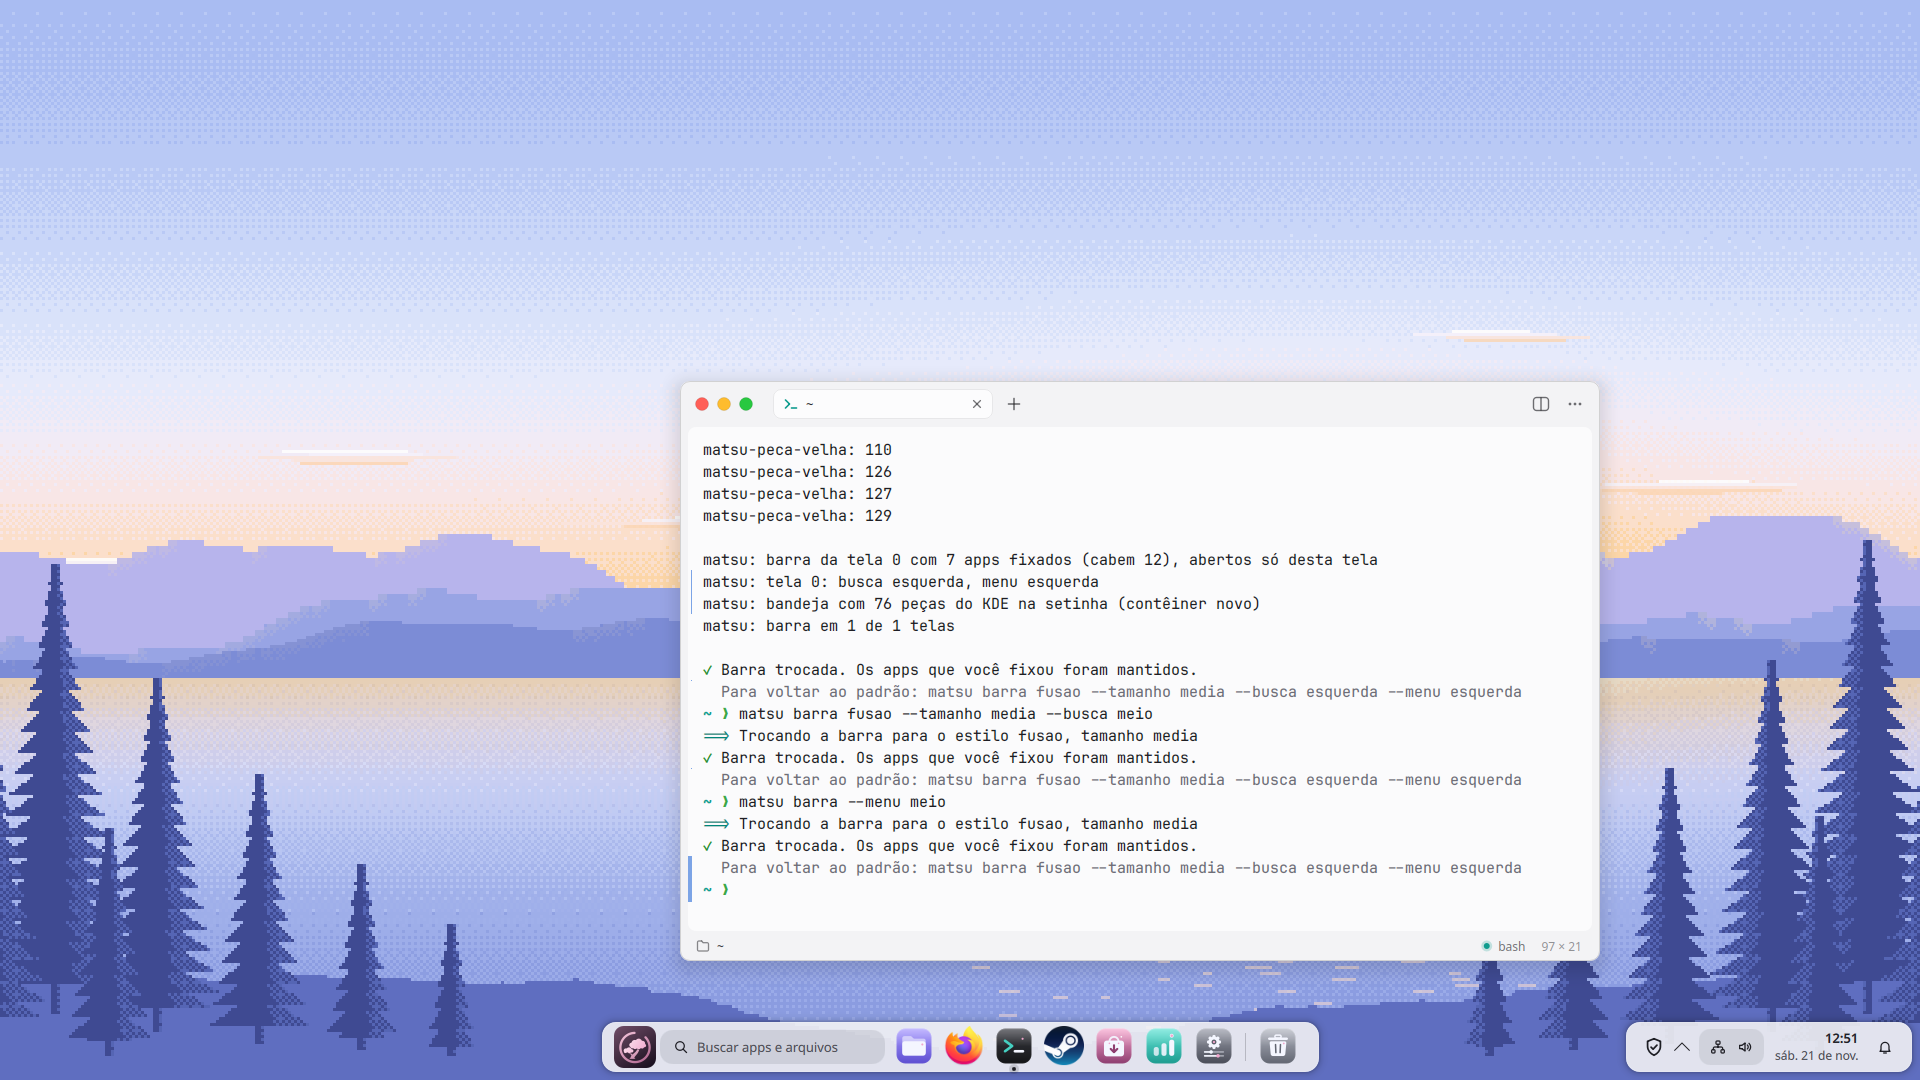 ~
matsu-peca-velha: 110
matsu-peca-velha: 126
matsu-peca-velha: 127
matsu-peca-velha: 129
matsu: barra da tela 0 com 7 apps fixados (cabem 12), abertos só desta tela
matsu: tela 0: busca esquerda, menu esquerda
matsu: bandeja com 76 peças do KDE na setinha (contêiner novo)
matsu: barra em 1 de 1 telas
✓ Barra trocada. Os apps que você fixou foram mantidos.
Para voltar ao padrão: matsu barra fusao --tamanho media --busca esquerda --menu esquerda
~ ❯ matsu barra fusao --tamanho media --busca meio
==> Trocando a barra para o estilo fusao, tamanho media
✓ Barra trocada. Os apps que você fixou foram mantidos.
Para voltar ao padrão: matsu barra fusao --tamanho media --busca esquerda --menu esquerda
~ ❯ matsu barra --menu meio
==> Trocando a barra para o estilo fusao, tamanho media
✓ Barra trocada. Os apps que você fixou foram mantidos.
Para voltar ao padrão: matsu barra fusao --tamanho media --busca esquerda --menu esquerda
~ ❯
~ bash 97 × 21
Buscar apps e arquivos
12:51
sáb. 21 de nov.